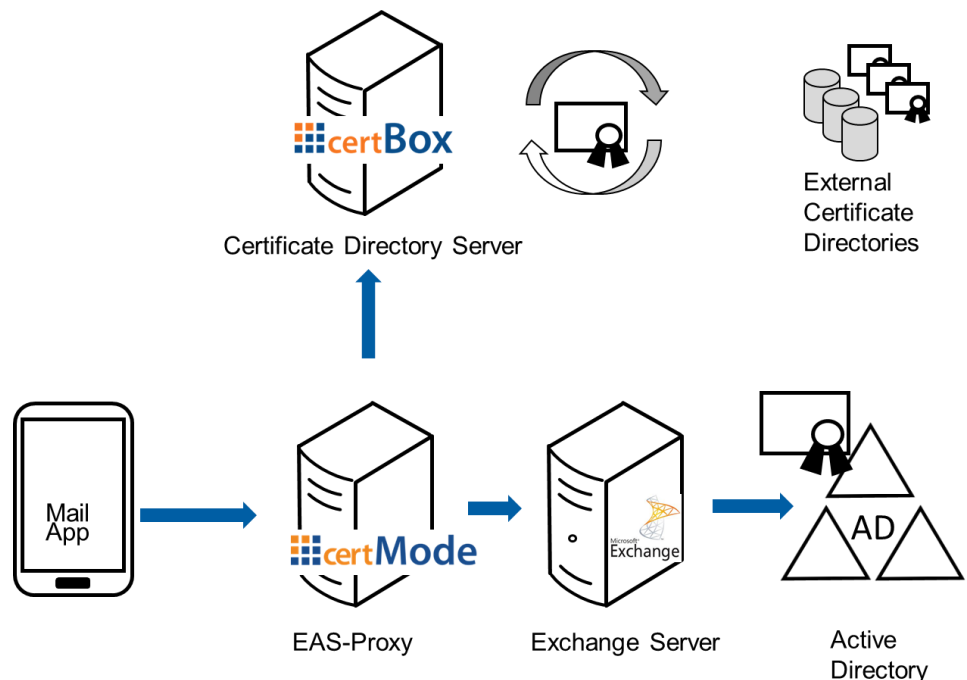 certBox
External
Certificate
Directories
Certificate Directory Server
Mail
App
certMode
Microsoft
Exchange
AD
EAS-Proxy
Exchange Server
Active
Directory